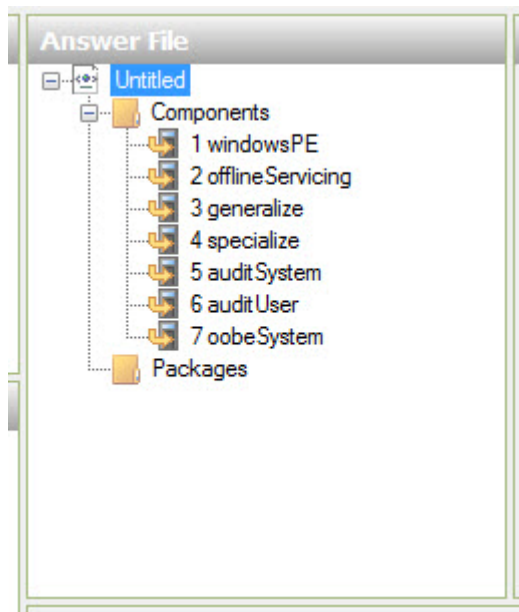 Answer File
Untitled
Components
1 windowsPE
2 offlineServicing
3 generalize
4 specialize
5 auditSystem
6 auditUser
7 oobeSystem
Packages